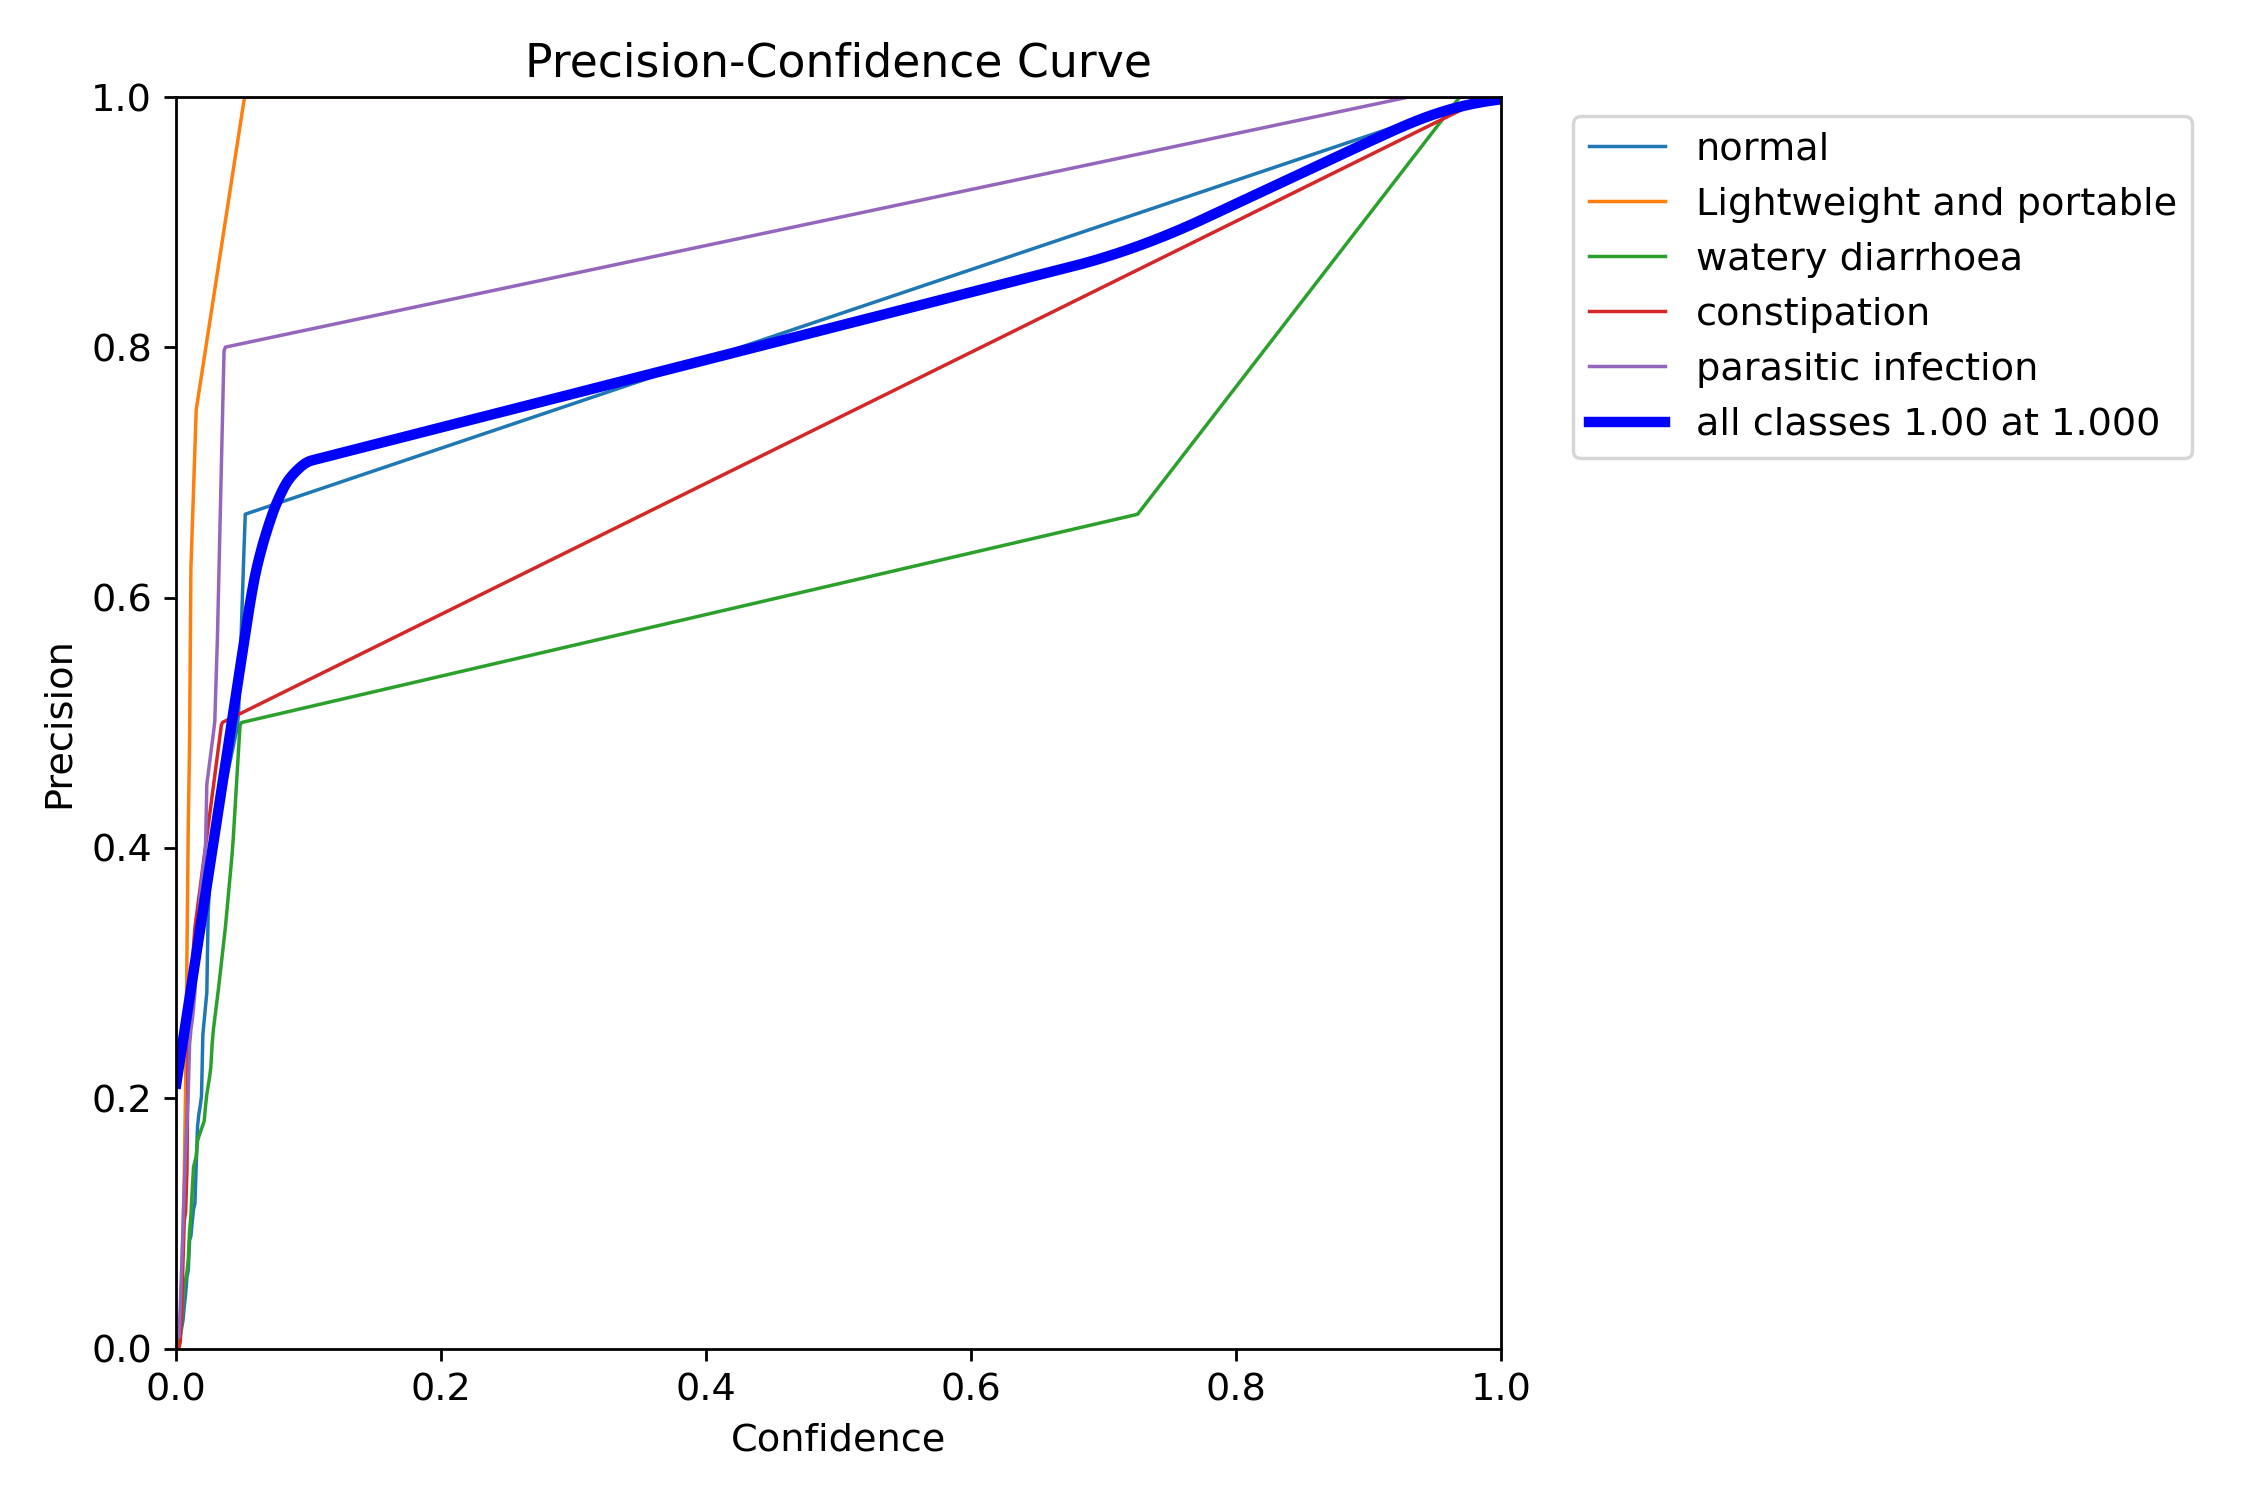 Precision-Confidence Curve
1.0
0.8
0.6
0.4
0.2
0.0
Precision
0.0 0.2 0.4 0.6 0.8 1.0
Confidence
normal
Lightweight and portable
watery diarrhoea
constipation
parasitic infection
all classes 1.00 at 1.000